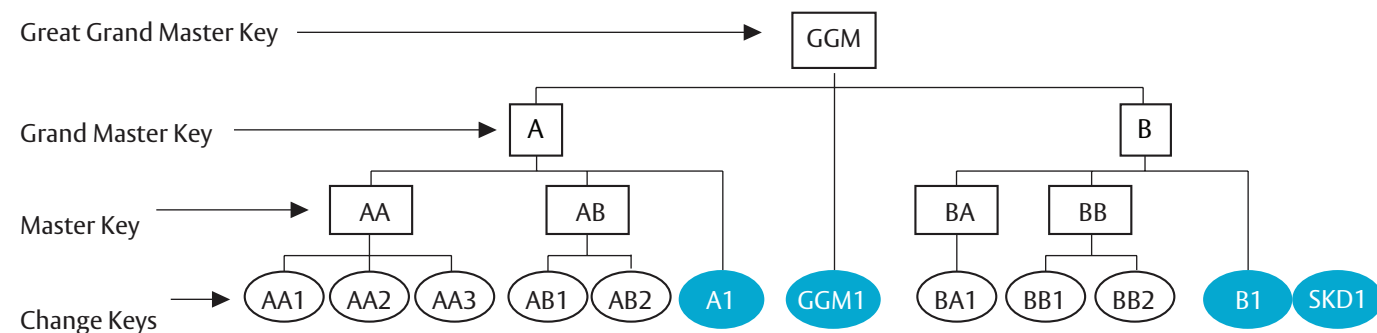 Great Grand Master Key
GGM
Grand Master Key
A
B
Master Key
AA
AB
BA
BB
Change Keys
AA1
AA2
AA3
AB1
AB2
A1
GGM1
BA1
BB1
BB2
B1
SKD1